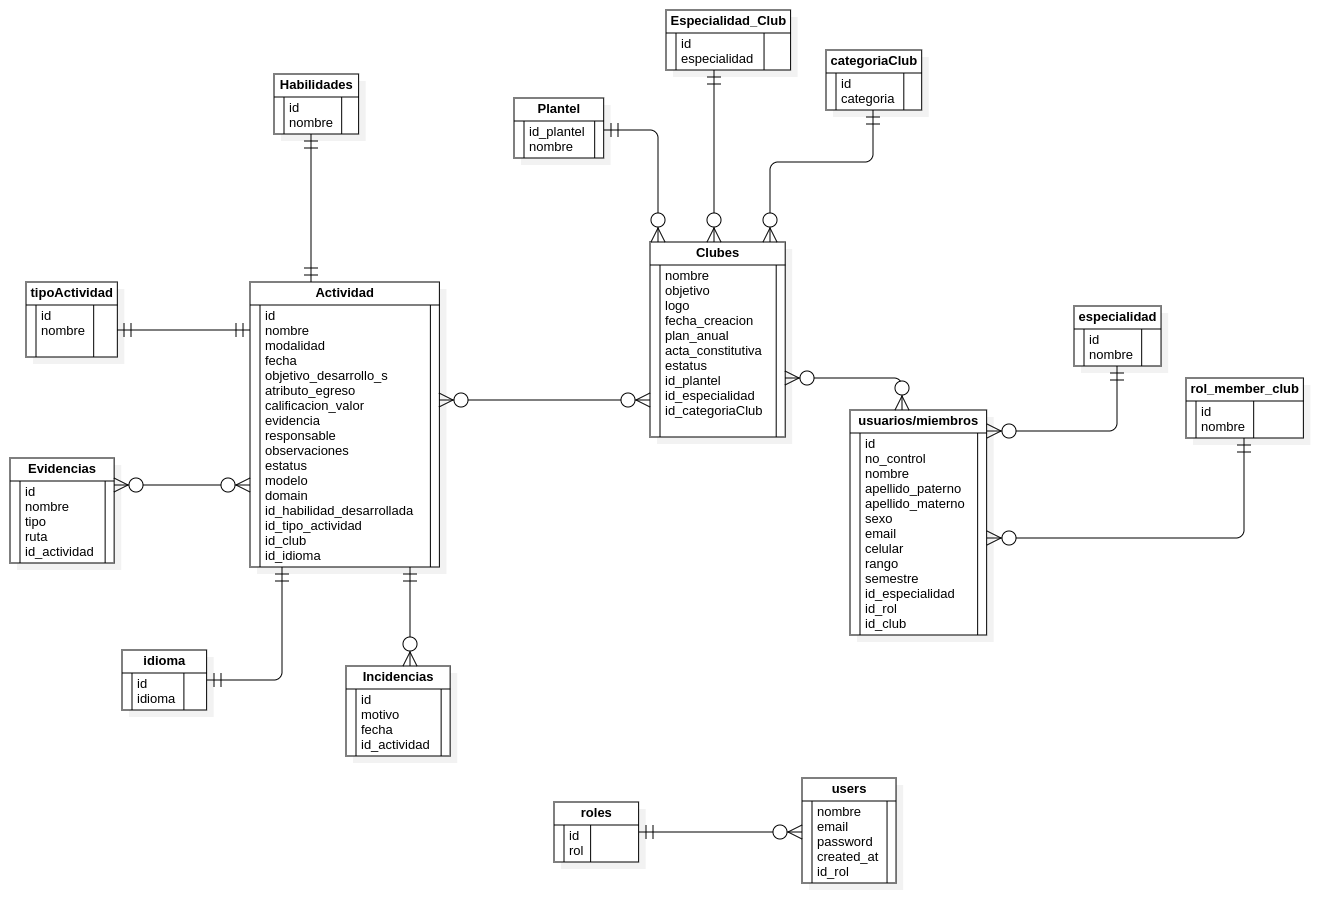 Especialidad_Club
id
especialidad
categoriaClub
id
categoria
Habilidades
id
nombre
Plantel
id_plantel
nombre
Clubes
nombre
objetivo
logo
fecha_creacion
plan_anual
acta_constitutiva
estatus
id_plantel
id_especialidad
id_categoriaClub
tipoActividad
id
nombre
Actividad
id
nombre
modalidad
fecha
objetivo_desarrollo_s
atributo_egreso
calificacion_valor
evidencia
responsable
observaciones
estatus
modelo
domain
id_habilidad_desarrollada
id_tipo_actividad
id_club
id_idioma
especialidad
id
nombre
rol_member_club
id
nombre
usuarios/miembros
id
no_control
nombre
apellido_paterno
apellido_materno
sexo
email
celular
rango
semestre
id_especialidad
id_rol
id_club
Evidencias
id
nombre
tipo
ruta
id_actividad
idioma
id
idioma
Incidencias
id
motivo
fecha
id_actividad
roles
id
rol
users
nombre
email
password
created_at
id_rol